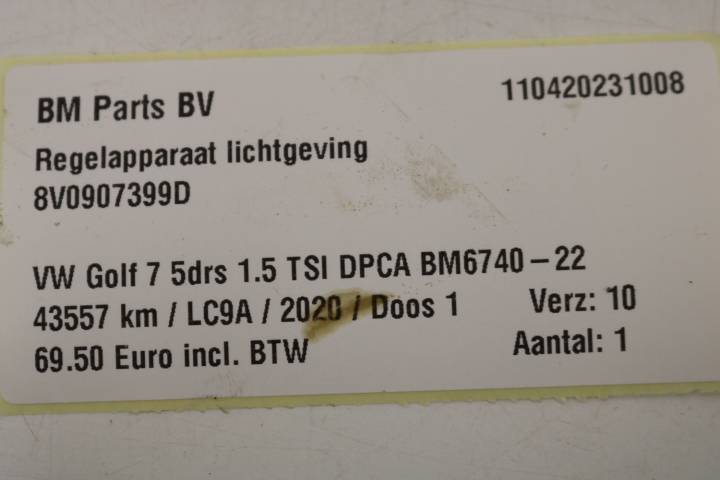 BM Parts BV 110420231008
Regelapparaat lichtgeving
8V0907399D
VW Golf 7 5drs 1.5 TSI DPCA BM6740-22
43557 km / LC9A / 2020 / Doos 1 Verz: 10
69.50 Euro incl. BTW Aantal: 1